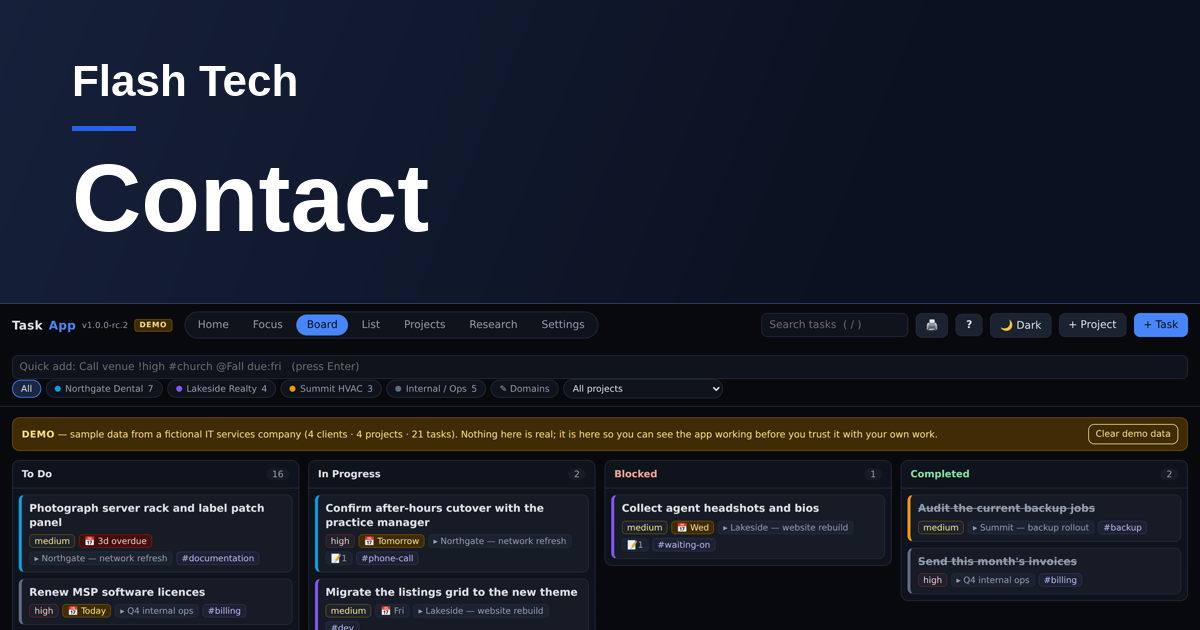 Flash Tech
Contact
Task App v1.0.0-rc.2 DEMO Home Focus Board List Projects Research Settings Search tasks ( / ) ? Dark + Project + Task
Quick add: Call venue !high #church @Fall due:fri (press Enter)
All Northgate Dental 7 Lakeside Realty 4 Summit HVAC 3 Internal / Ops 5 ✎ Domains All projects
DEMO — sample data from a fictional IT services company (4 clients · 4 projects · 21 tasks). Nothing here is real; it is here so you can see the app working before you trust it with your own work. Clear demo data
To Do 16
Photograph server rack and label patch
panel
medium 3d overdue
▸ Northgate — network refresh #documentation
Renew MSP software licences
high Today ▸ Q4 internal ops #billing
In Progress 2
Confirm after-hours cutover with the
practice manager
high Tomorrow ▸ Northgate — network refresh
1 #phone-call
Migrate the listings grid to the new theme
medium Fri ▸ Lakeside — website rebuild
#dev
Blocked 1
Collect agent headshots and bios
medium Wed ▸ Lakeside — website rebuild
1 #waiting-on
Completed 2
Audit the current backup jobs
medium ▸ Summit — backup rollout #backup
Send this month's invoices
high ▸ Q4 internal ops #billing